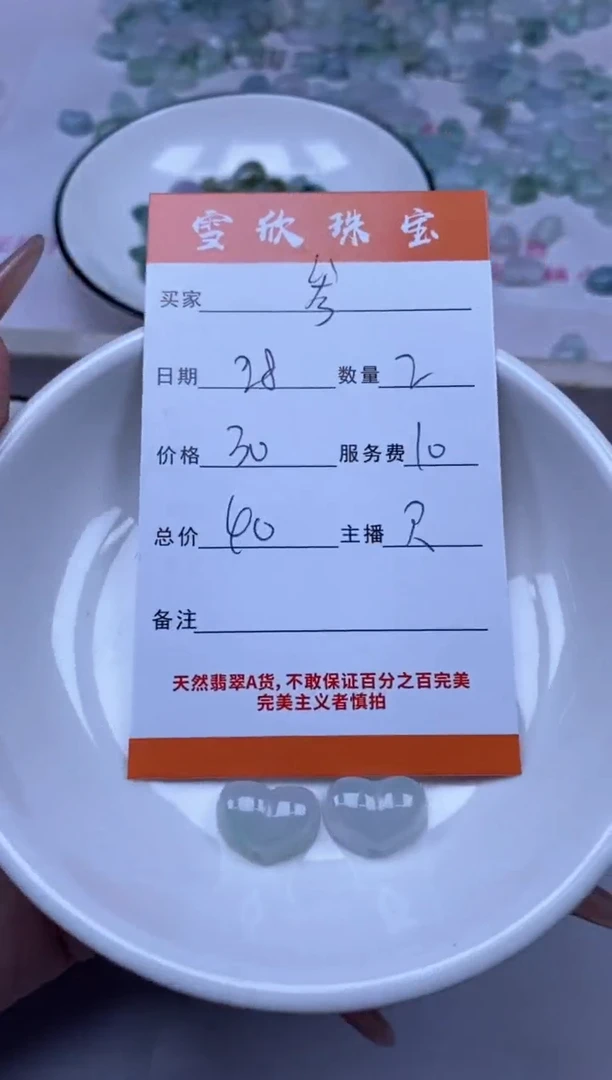 雪欣珠宝
买家
日期 28 数量 2
价格 30 服务费 10
总价 40 主播
备注
天然翡翠A货,不敢保证百分之百完美
完美主义者慎拍